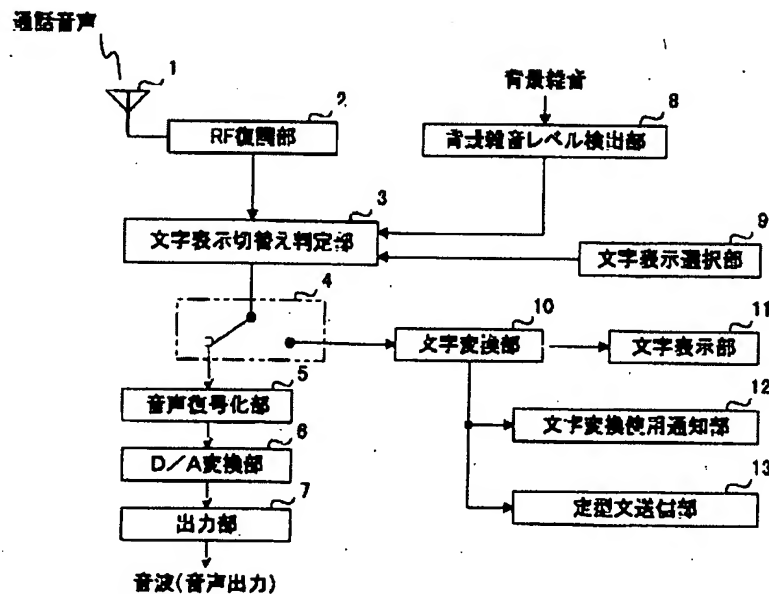 通話音声
1
2
RF復調部
背景雑音
8
背景雑音レベル検出部
3
文字表示切替え判定部
9
文字表示選択部
4
10
文字変換部
11
文字表示部
5
音声復号化部
12
文字変換使用通知部
6
D/A変換部
13
定型文送信部
7
出力部
音波(音声出力)